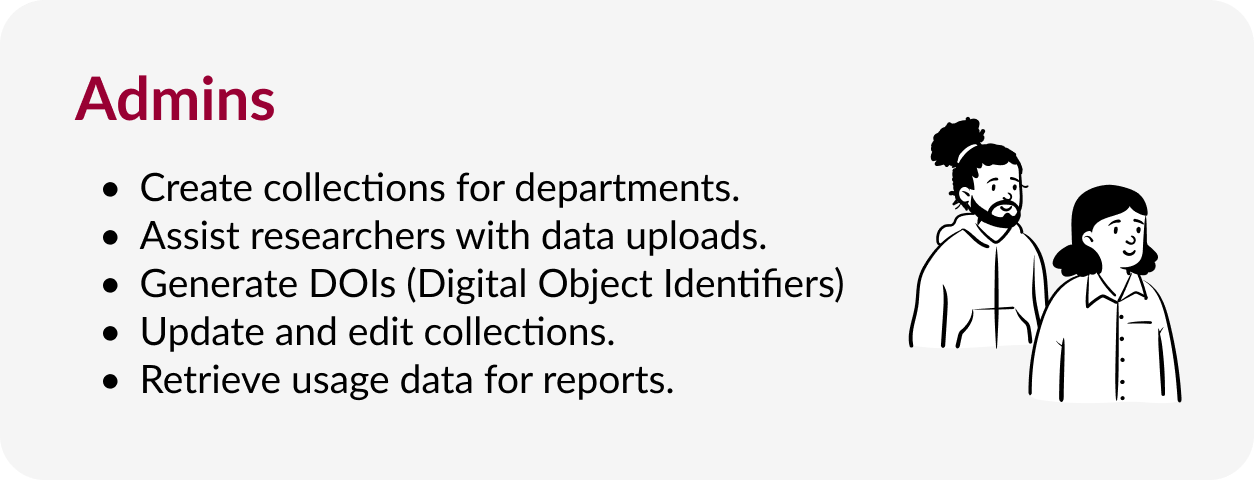 Admins
• Create collections for departments.
• Assist researchers with data uploads.
• Generate DOIs (Digital Object Identifiers)
• Update and edit collections.
• Retrieve usage data for reports.